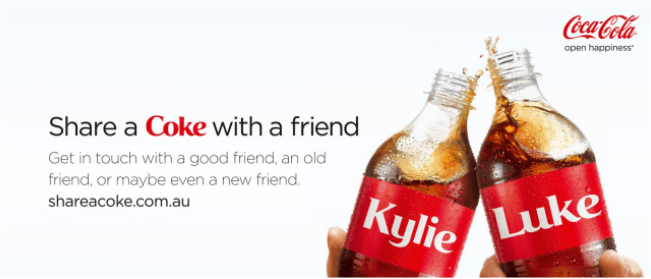 Coca-Cola
open happiness*
Share a Coke with a friend
Get in touch with a good friend, an old
friend, or maybe even a new friend.
shareacoke.com.au
Kylie
Luke